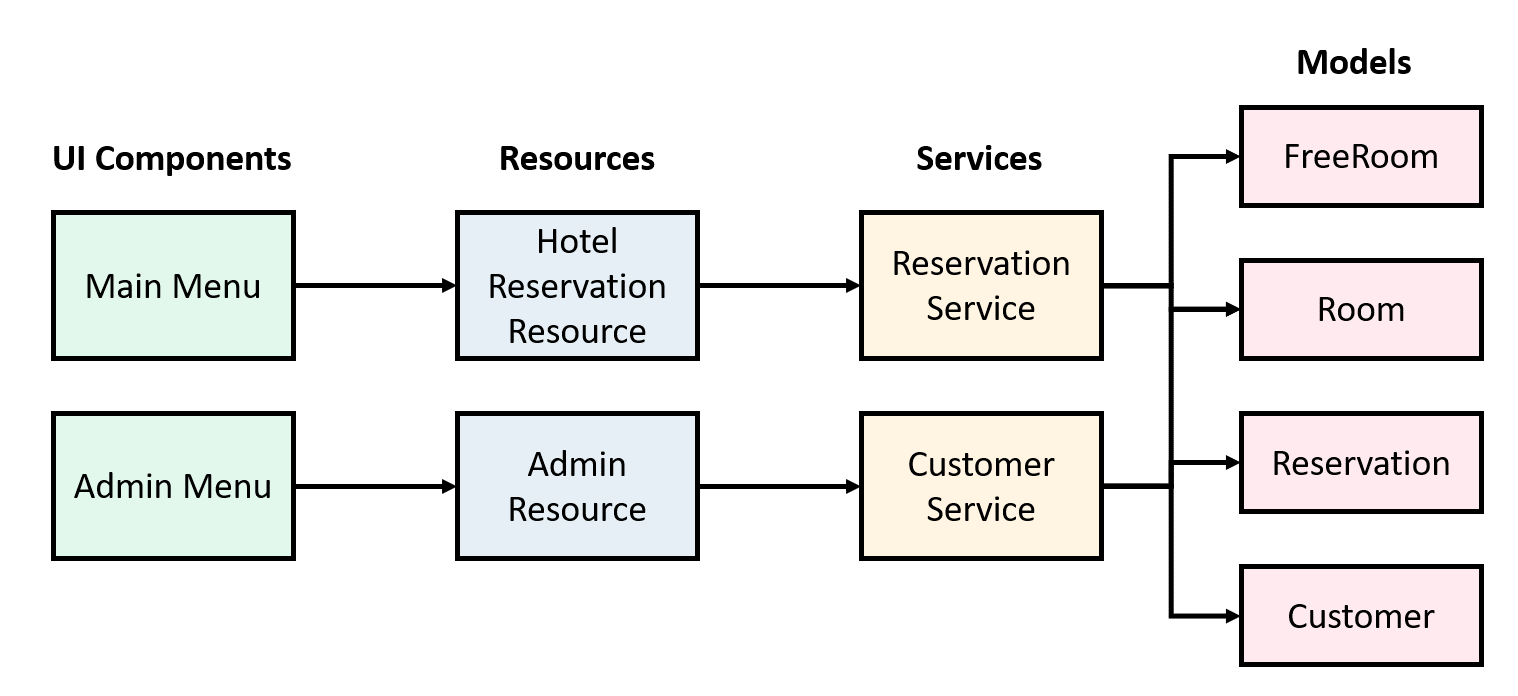 Models
UI Components
Resources
Services
FreeRoom
Main Menu
Hotel
Reservation
Resource
Reservation
Service
Room
Admin Menu
Admin
Resource
Customer
Service
Reservation
Customer